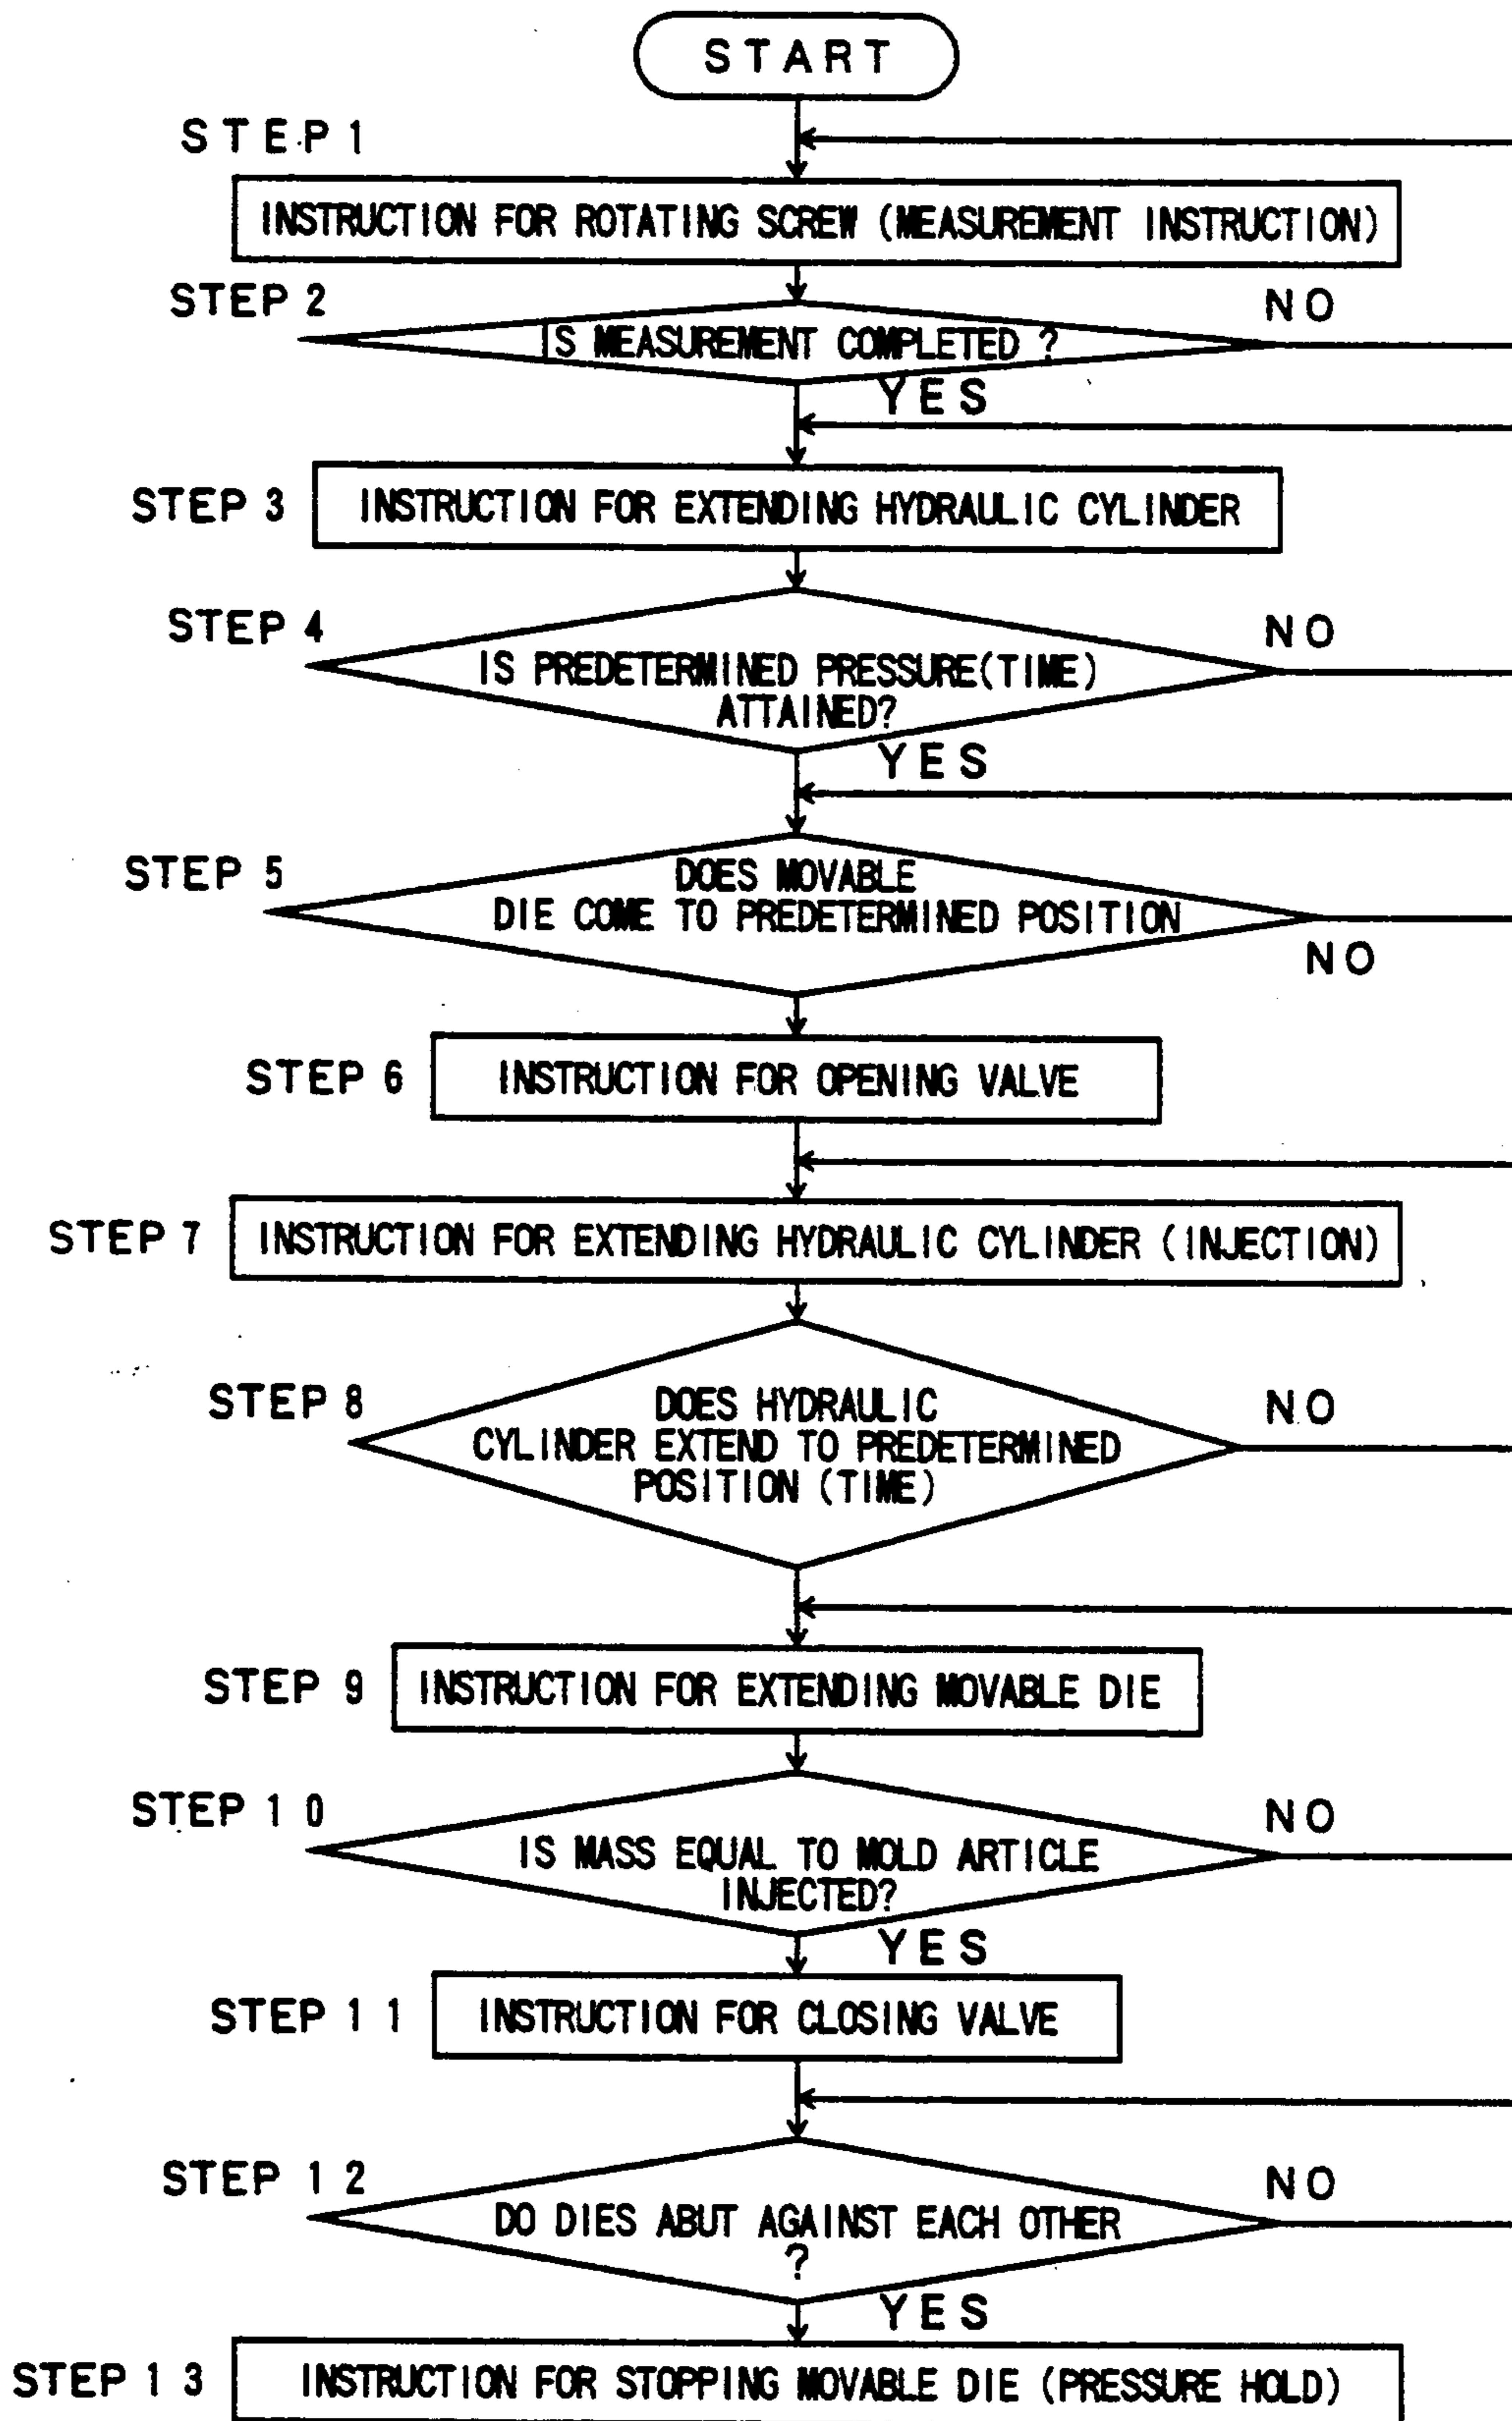 START
STEP 1
INSTRUCTION FOR ROTATING SCREW (MEASUREMENT INSTRUCTION)
STEP 2
NO
IS MEASUREMENT COMPLETED ?
YES
STEP 3
INSTRUCTION FOR EXTENDING HYDRAULIC CYLINDER
STEP 4
NO
IS PREDETERMINED PRESSURE(TIME)
ATTAINED?
YES
STEP 5
DOES MOVABLE
DIE COME TO PREDETERMINED POSITION
NO
STEP 6
INSTRUCTION FOR OPENING VALVE
STEP 7
INSTRUCTION FOR EXTENDING HYDRAULIC CYLINDER (INJECTION)
STEP 8
NO
DOES HYDRAULIC
CYLINDER EXTEND TO PREDETERMINED
POSITION (TIME)
STEP 9
INSTRUCTION FOR EXTENDING MOVABLE DIE
STEP 10
NO
IS MASS EQUAL TO MOLD ARTICLE
INJECTED?
YES
STEP 11
INSTRUCTION FOR CLOSING VALVE
STEP 12
NO
DO DIES ABUT AGAINST EACH OTHER
?
YES
STEP 13
INSTRUCTION FOR STOPPING MOVABLE DIE (PRESSURE HOLD)